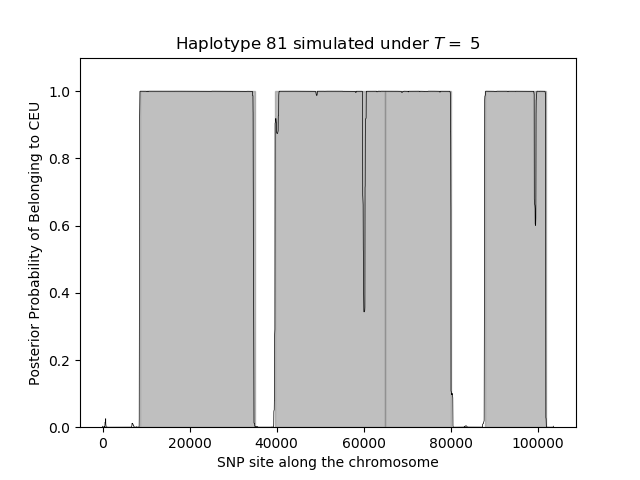 Haplotype 81 simulated under T = 5
Posterior Probability of Belonging to CEU
1.0
0.8
0.6
0.4
0.2
0.0
0 20000 40000 60000 80000 100000
SNP site along the chromosome